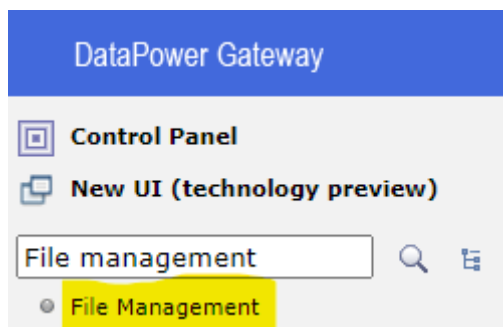 DataPower Gateway
Control Panel
New UI (technology preview)
File management
File Management